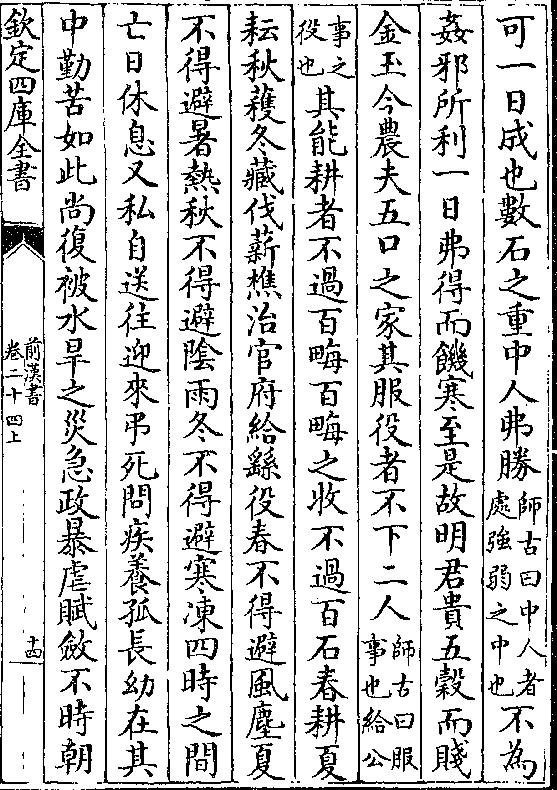 可一日成也數石之重中人弗勝師古曰中人者處強弱之中也不為
姦邪所利一日弗得而饑寒至是故明君貴五穀而賤
金玉今農夫五口之家其服役者不下二人師古曰服事也給公
事之役也其能耕者不過百畮百畮之收不過百石春耕夏
耘秋穫冬藏伐薪樵治官府給繇役春不得避風塵夏
不得避暑熱秋不得避陰雨冬不得避寒凍四時之間
亡日休息又私自送往迎來弔死問疾養孤長幼在其
中勤苦如此尚復被水旱之災急政暴虐賦斂不時朝
欽定四庫全書
前漢書
卷二十四上
十四